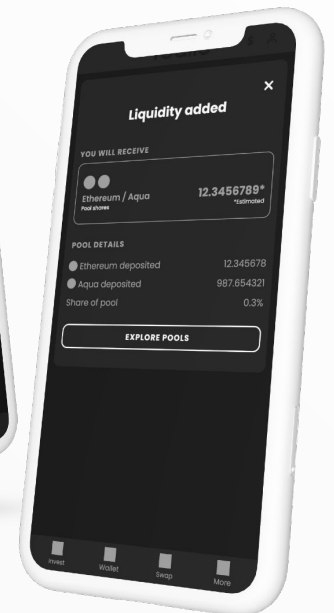 Liquidity added
YOU WILL RECEIVE
Ethereum / Aqua
Pool shares
12.3456789*
*Estimated
POOL DETAILS
Ethereum deposited 12.345678
Aqua deposited 987.654321
Share of pool 0.3%
EXPLORE POOLS
Invest Wallet Swap More